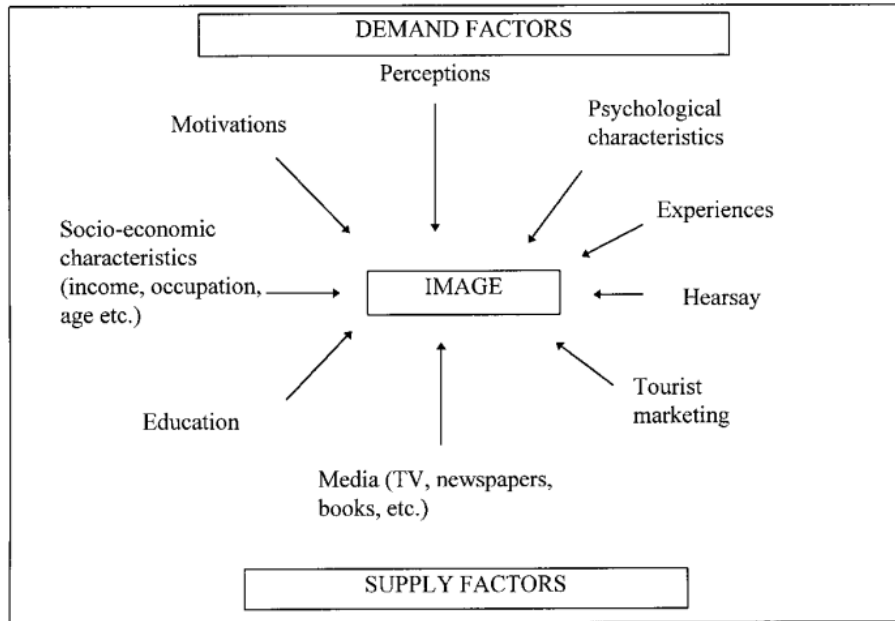 DEMAND FACTORS
Perceptions
Motivations
Psychological
characteristics
Experiences
Socio-economic
characteristics
(income, occupation,
age etc.)
IMAGE
Hearsay
Tourist
marketing
Education
Media (TV, newspapers,
books, etc.)
SUPPLY FACTORS